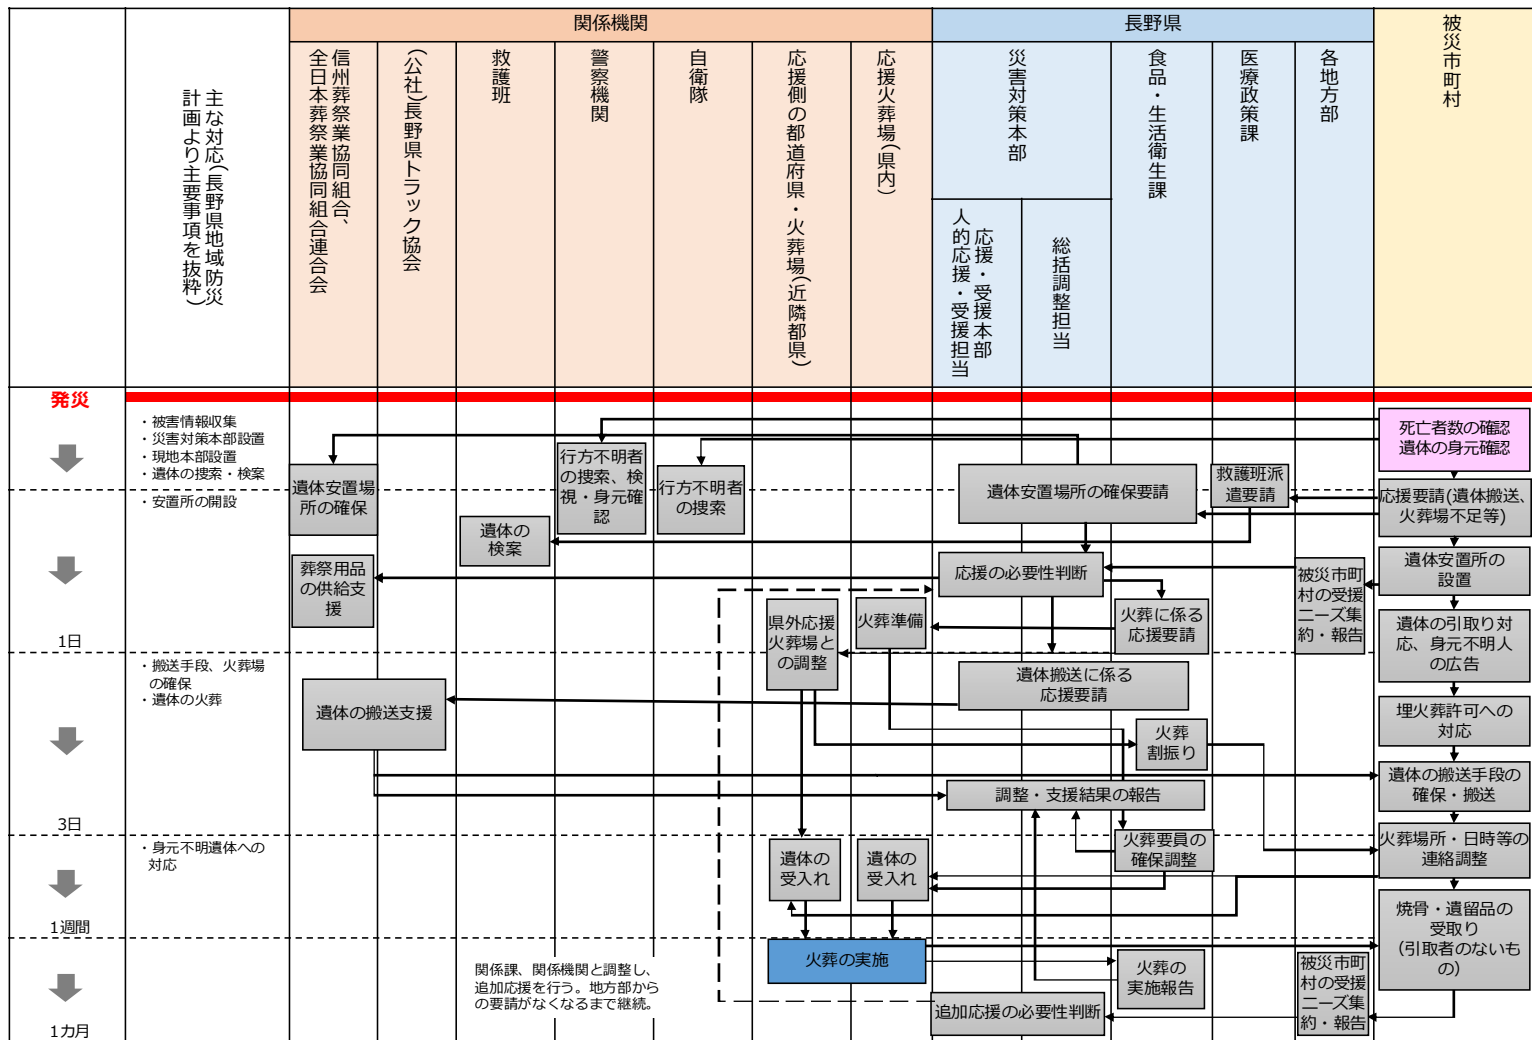 関係機関
長野県
被災市町村
主な対応(長野県地域防災
計画より主要事項を抜粋)
信州葬祭業協同組合、
全日本葬祭業協同組合連合会
(公社)長野県トラック協会
救護班
警察機関
自衛隊
応援側の都道府県・火葬場(近隣都県)
応援火葬場(県内)
災害対策本部
応援・受援本部
人的応援・受援担当
総括調整担当
食品・生活衛生課
医療政策課
各地方部
発災
・被害情報収集
・災害対策本部設置
・現地本部設置
・遺体の捜索・検案
・安置所の開設
1日
・搬送手段、火葬場
の確保
・遺体の火葬
3日
・身元不明遺体への
対応
1週間
1カ月
遺体安置場
所の確保
葬祭用品
の供給支
援
遺体の搬送支援
遺体の
検案
行方不明者
の捜索、検
視・身元確
認
行方不明者
の捜索
県外応援
火葬場と
の調整
火葬準備
遺体の
受入れ
遺体の
受入れ
火葬の実施
関係課、関係機関と調整し、
追加応援を行う。地方部から
の要請がなくなるまで継続。
遺体安置場所の確保要請
応援の必要性判断
火葬に係る
応援要請
遺体搬送に係る
応援要請
火葬
割振り
調整・支援結果の報告
火葬要員の
確保調整
火葬の
実施報告
追加応援の必要性判断
救護班派
遣要請
被災市町
村の受援
ニーズ集
約・報告
被災市町
村の受援
ニーズ集
約・報告
死亡者数の確認
遺体の身元確認
応援要請(遺体搬送、
火葬場不足等)
遺体安置所の
設置
遺体の引取り対
応、身元不明人
の広告
埋火葬許可への
対応
遺体の搬送手段の
確保・搬送
火葬場所・日時等の
連絡調整
焼骨・遺留品の
受取り
(引取者のないも
の)